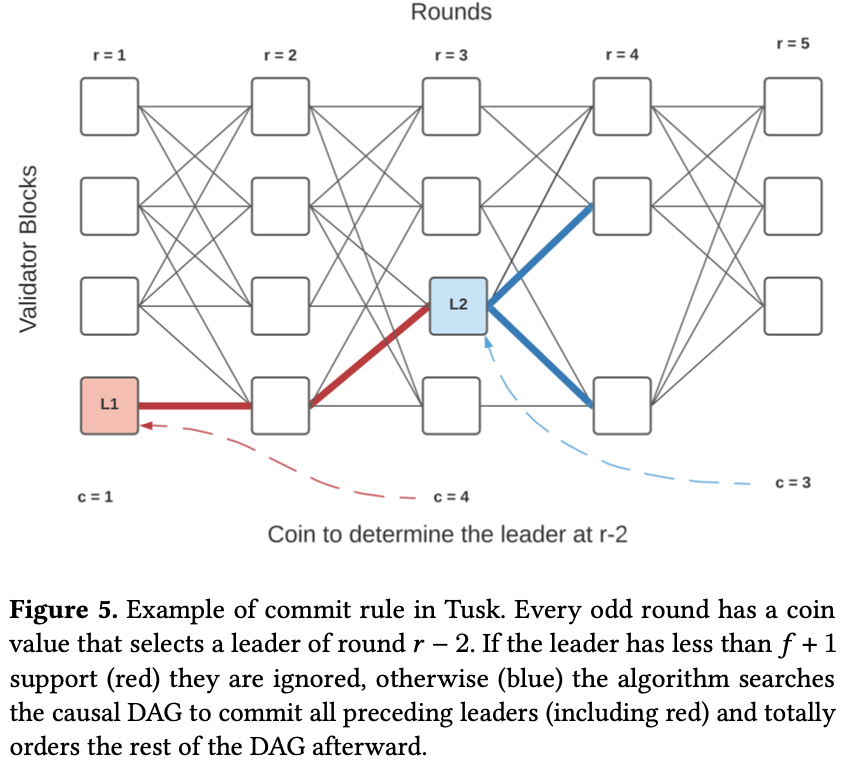 Rounds
r = 1
r = 2
r = 3
r = 4
r = 5
Validator Blocks
L2
L1
c = 1
c = 4
c = 3
Coin to determine the leader at r-2
Figure 5. Example of commit rule in Tusk. Every odd round has a coin
value that selects a leader of round r − 2. If the leader has less than f + 1
support (red) they are ignored, otherwise (blue) the algorithm searches
the causal DAG to commit all preceding leaders (including red) and totally
orders the rest of the DAG afterward.